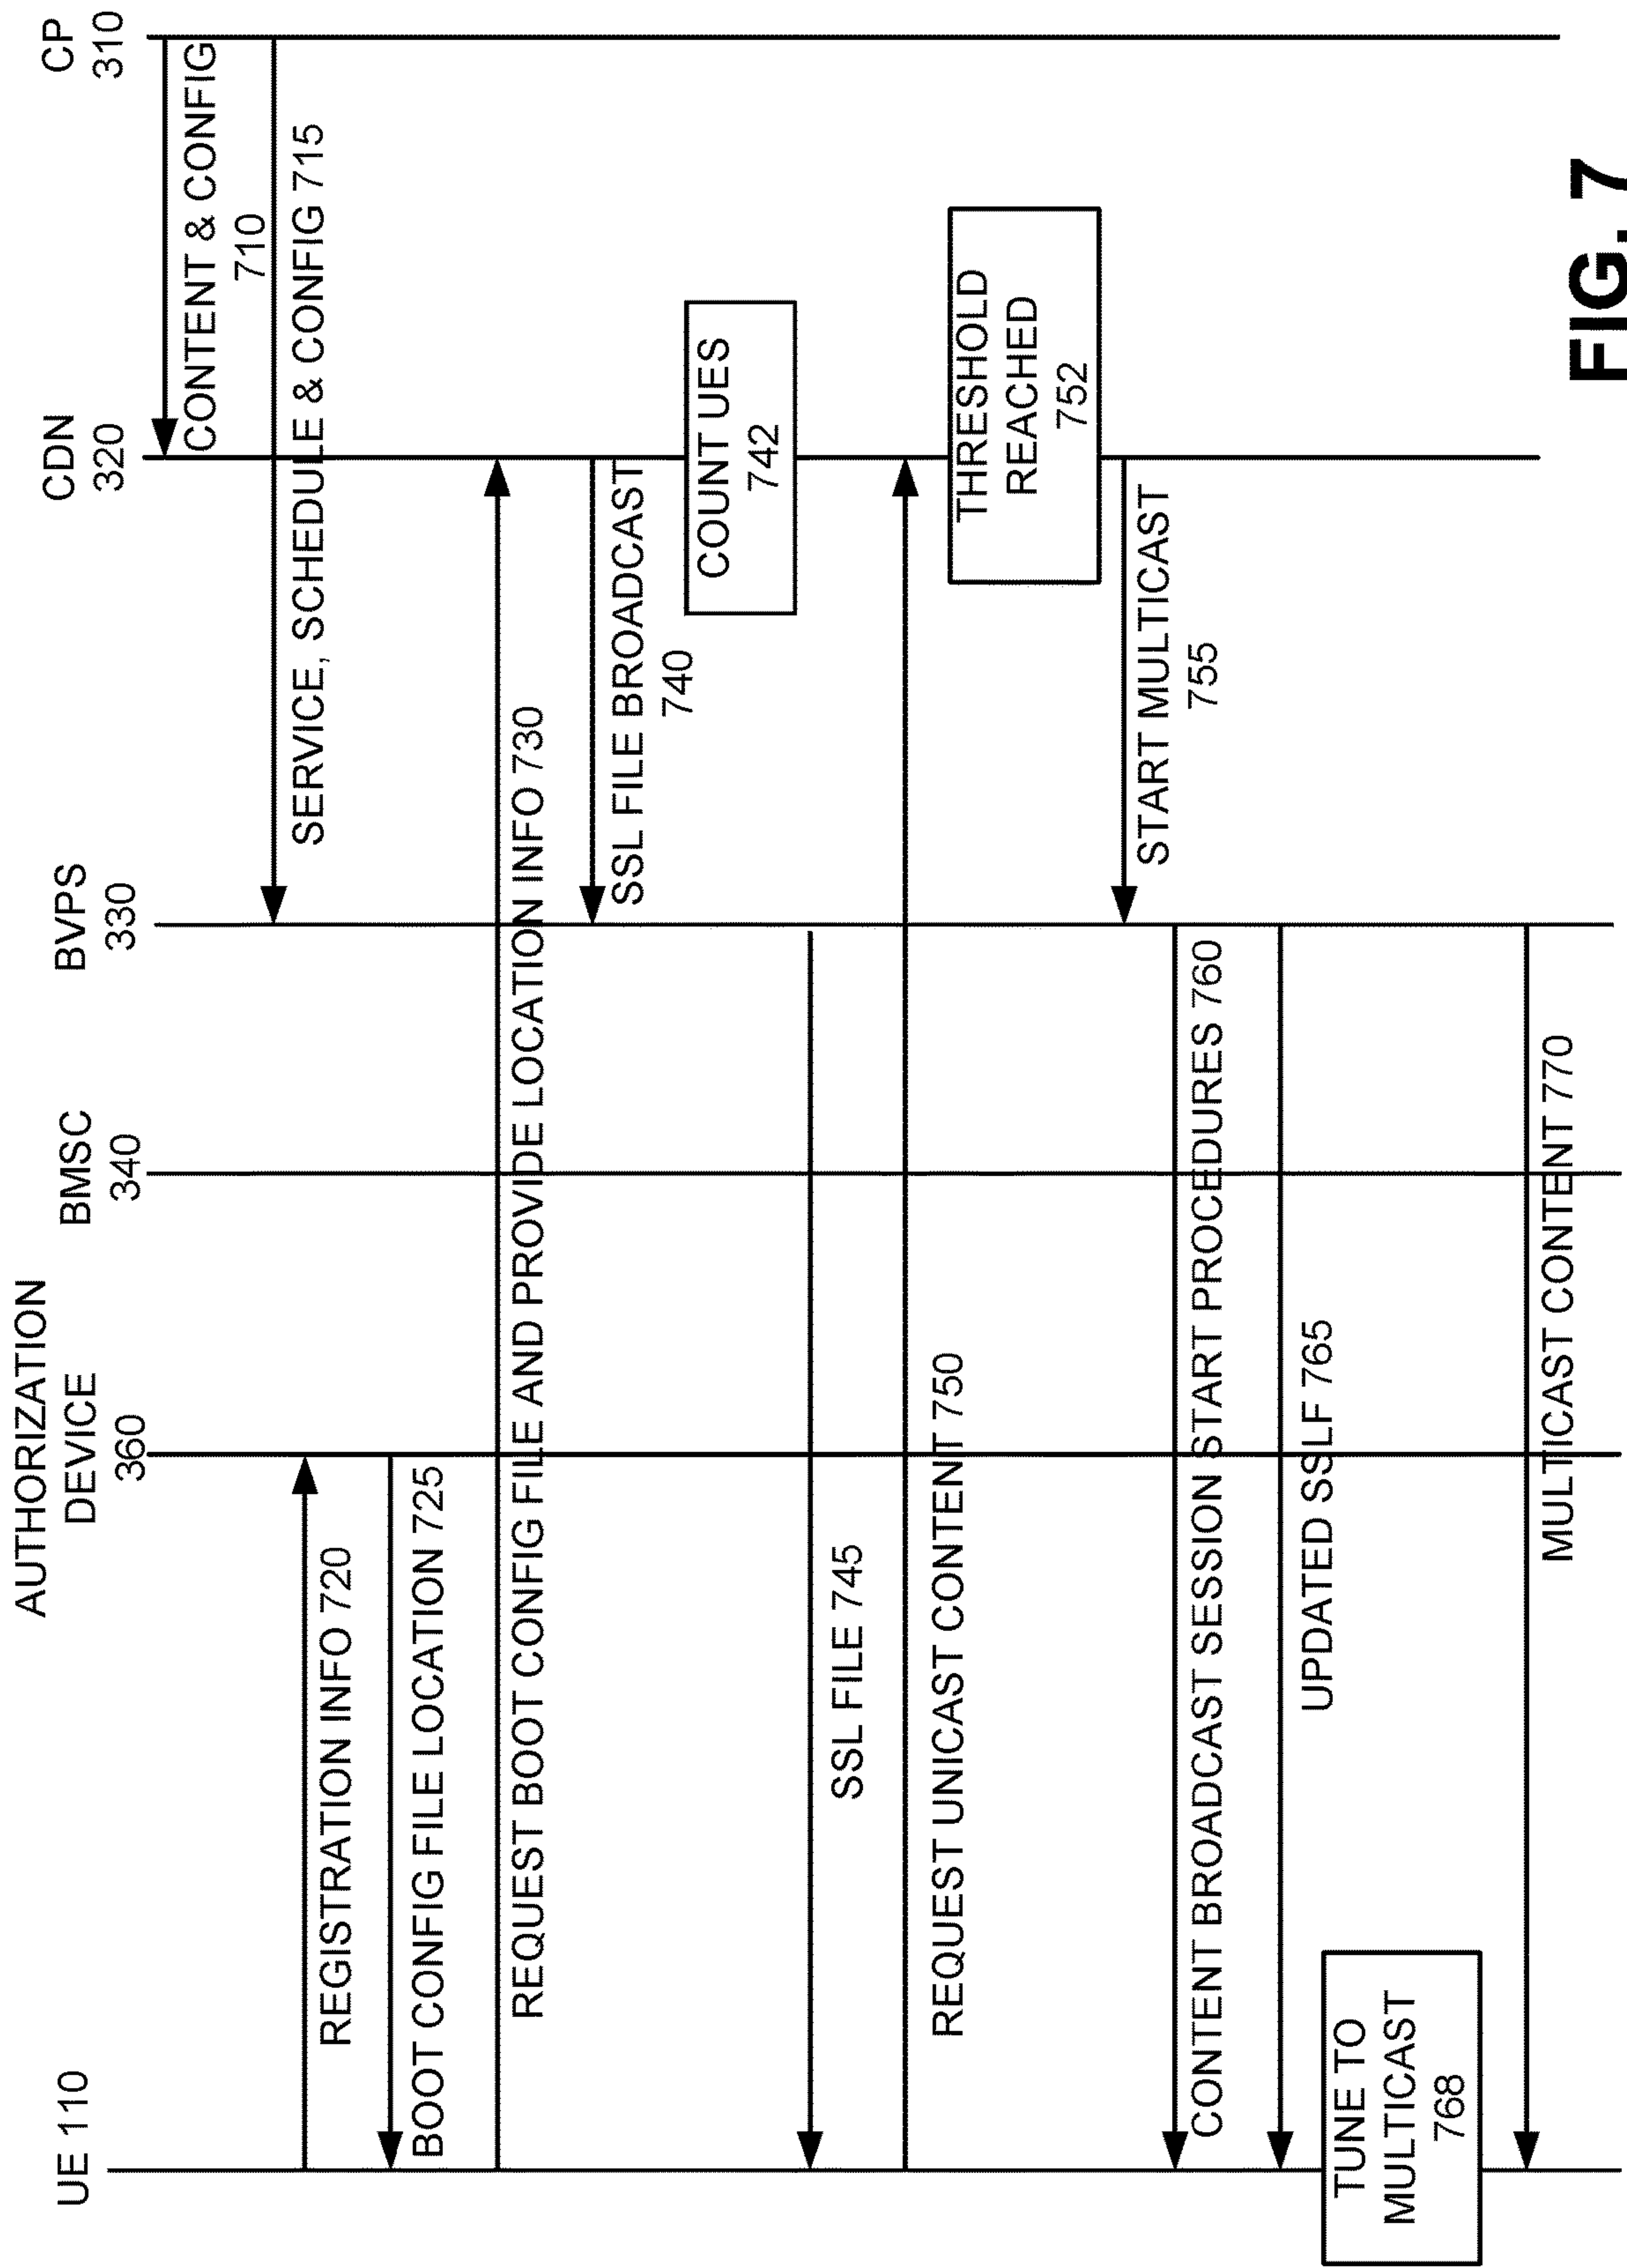 UE 110
AUTHORIZATION
DEVICE
360
BMSC
340
BVPS
330
CDN
320
CP
310
CONTENT & CONFIG
710
SERVICE, SCHEDULE & CONFIG 715
REGISTRATION INFO 720
BOOT CONFIG FILE LOCATION 725
REQUEST BOOT CONFIG FILE AND PROVIDE LOCATION INFO 730
SSL FILE BROADCAST
740
COUNT UES
742
SSL FILE 745
REQUEST UNICAST CONTENT 750
THRESHOLD
REACHED
752
START MULTICAST
755
CONTENT BROADCAST SESSION START PROCEDURES 760
UPDATED SSLF 765
TUNE TO
MULTICAST
768
MULTICAST CONTENT 770
FIG. 7